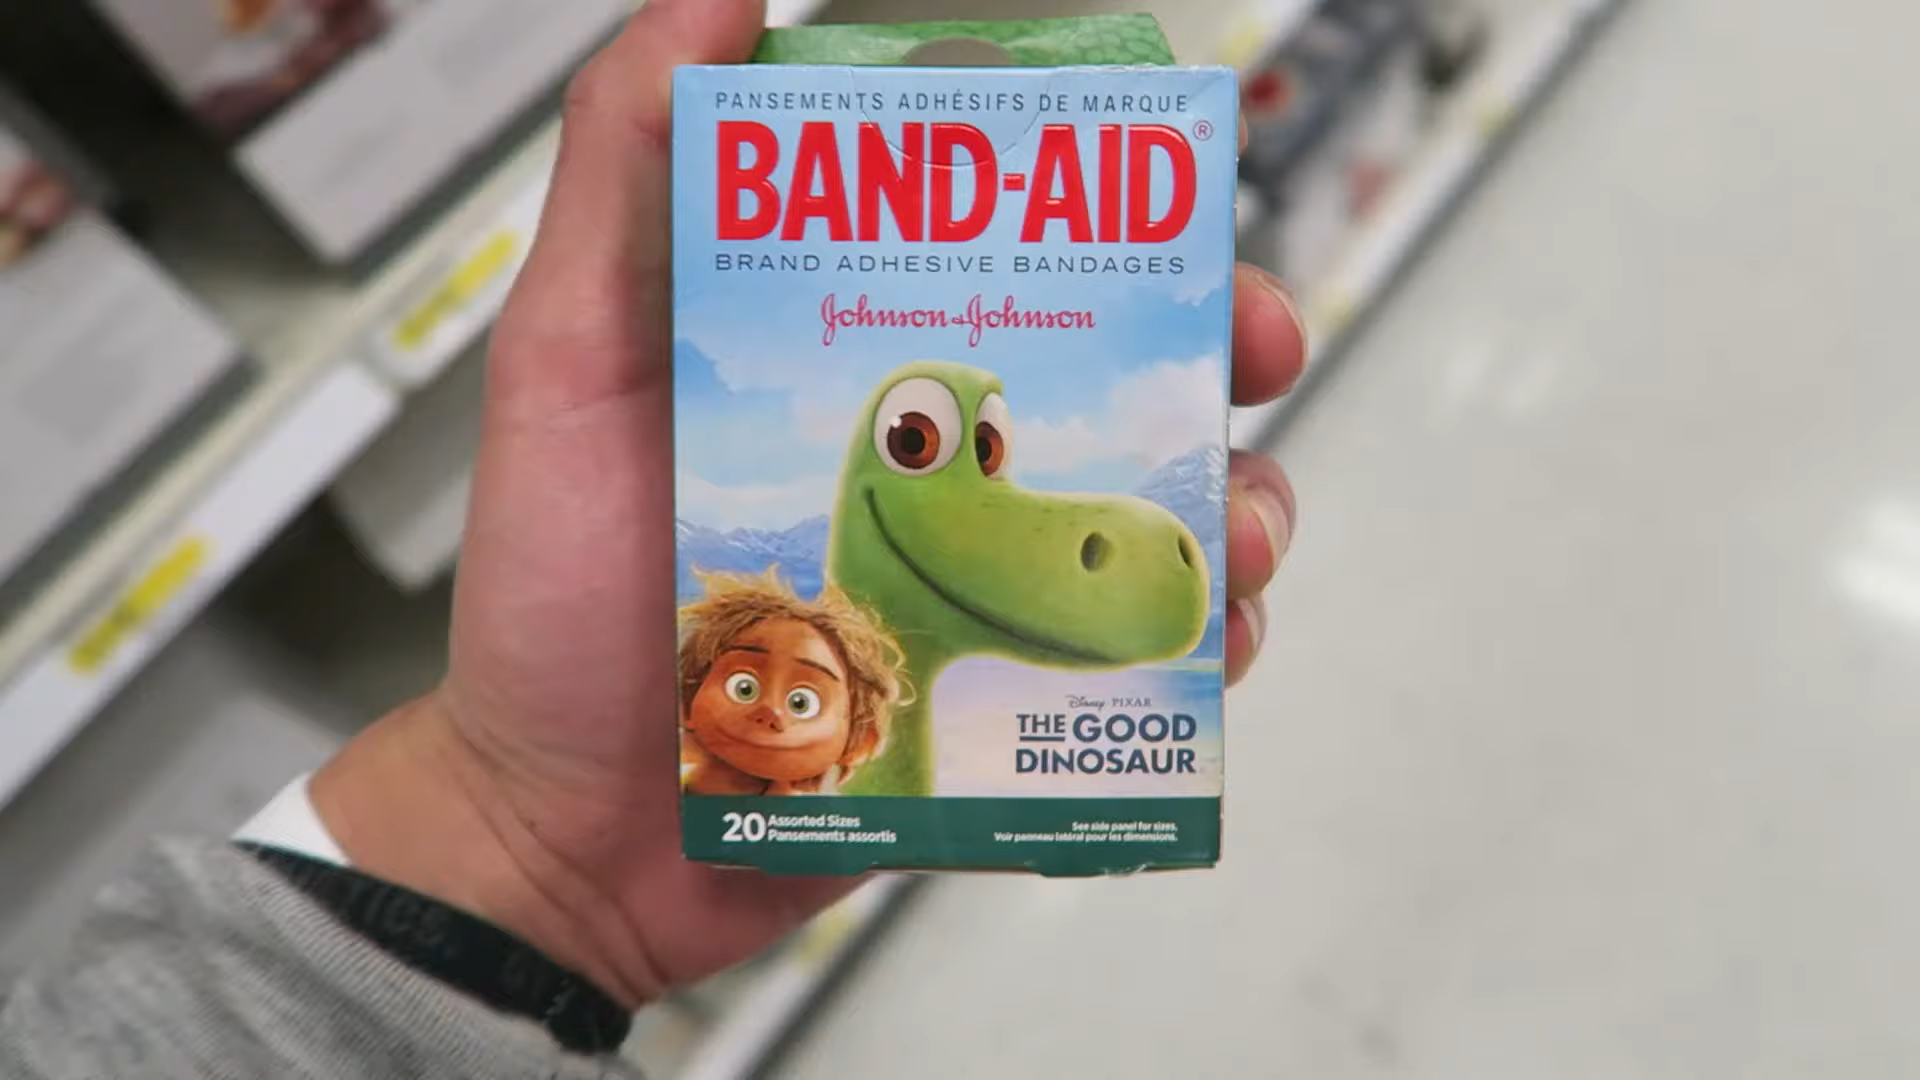 PANSEMENTS ADHÉSIFS DE MARQUE
BAND-AID®
BRAND ADHESIVE BANDAGES
Johnson & Johnson
Disney · PIXAR
THE GOOD
DINOSAUR
20 Assorted Sizes
Pansements assortis
See side panel for sizes.
Voir panneau latéral pour les dimensions.